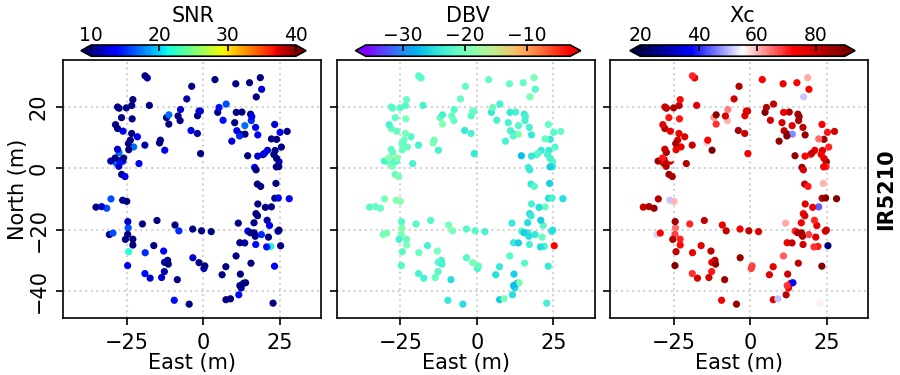 SNR DBV Xc
10 20 30 40 −30 −20 −10 20 40 60 80
North (m)
20
0
−20
−40
−25 0 25 −25 0 25 −25 0 25
East (m) East (m) East (m)
IR5210